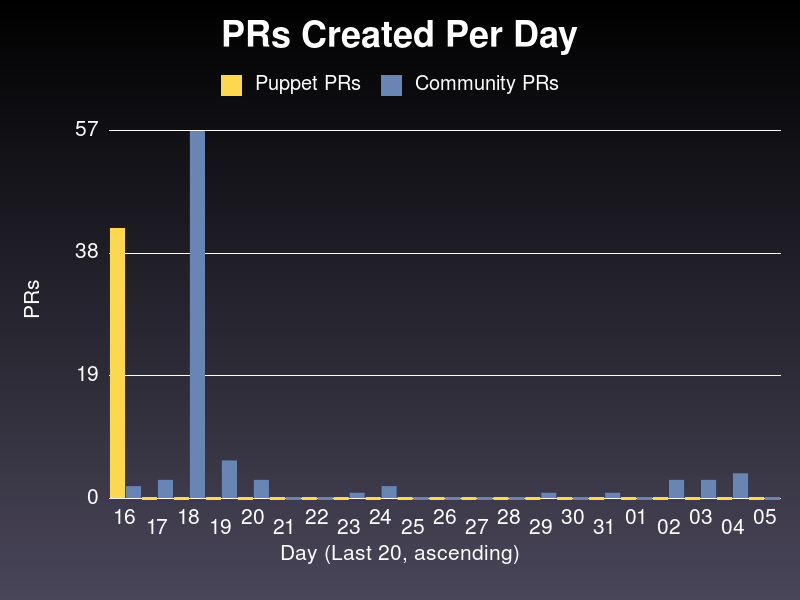 PRs Created Per Day
Puppet PRs Community PRs
57
38
19
0
PRs
16 17 18 19 20 21 22 23 24 25 26 27 28 29 30 31 01 02 03 04 05
Day (Last 20, ascending)